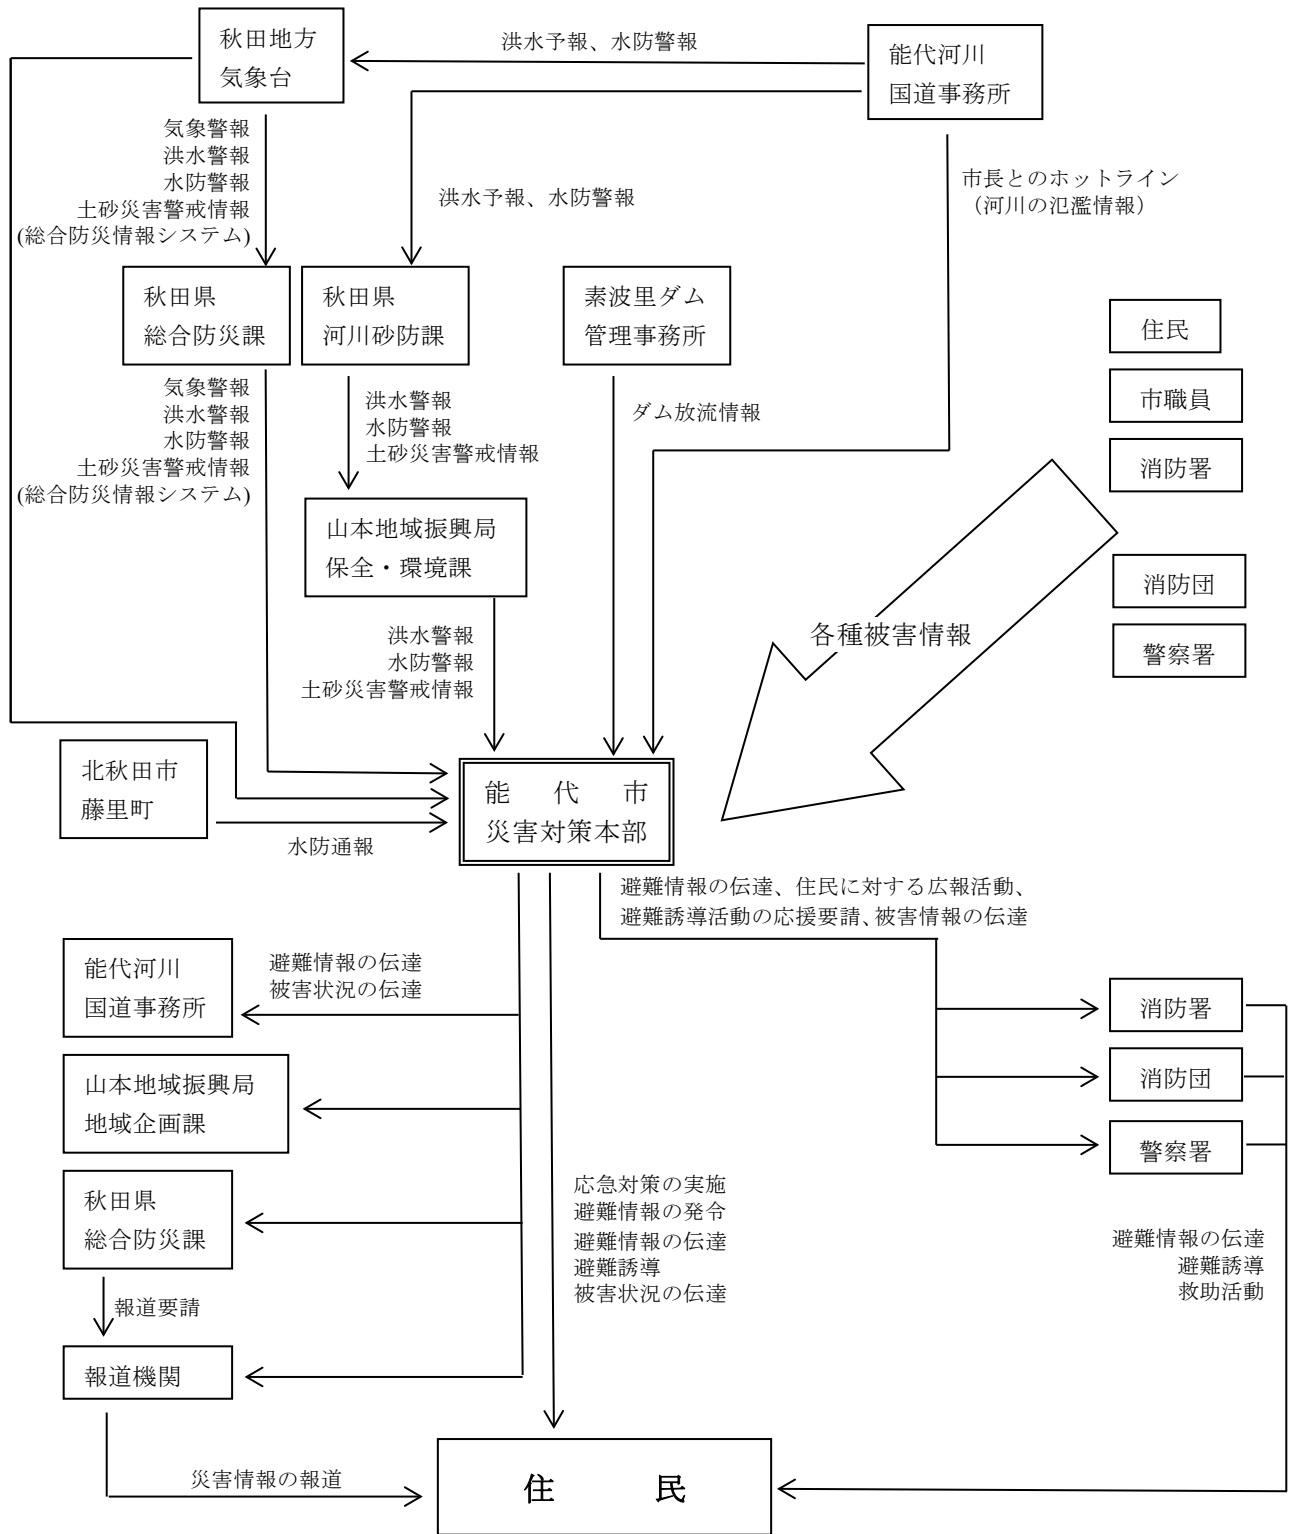 秋田地方
気象台
洪水予報、水防警報
能代河川
国道事務所
気象警報
洪水警報
水防警報
土砂災害警戒情報
(総合防災情報システム)
洪水予報、水防警報
市長とのホットライン
（河川の氾濫情報）
秋田県
総合防災課
秋田県
河川砂防課
素波里ダム
管理事務所
住民
市職員
消防署
消防団
警察署
気象警報
洪水警報
水防警報
土砂災害警戒情報
(総合防災情報システム)
洪水警報
水防警報
土砂災害警戒情報
ダム放流情報
山本地域振興局
保全・環境課
各種被害情報
洪水警報
水防警報
土砂災害警戒情報
北秋田市
藤里町
水防通報
能　代　市
災害対策本部
避難情報の伝達、住民に対する広報活動、
避難誘導活動の応援要請、被害情報の伝達
能代河川
国道事務所
避難情報の伝達
被害状況の伝達
山本地域振興局
地域企画課
秋田県
総合防災課
報道要請
報道機関
応急対策の実施
避難情報の発令
避難情報の伝達
避難誘導
被害状況の伝達
消防署
消防団
警察署
避難情報の伝達
避難誘導
救助活動
災害情報の報道
住　　民